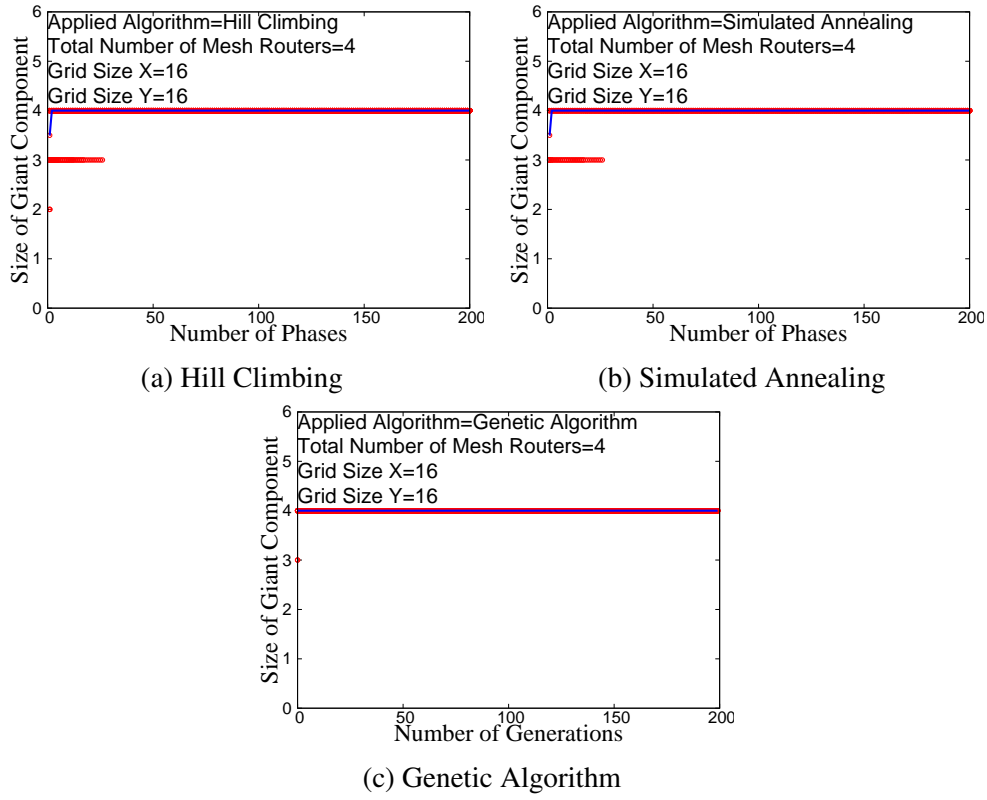 Applied Algorithm=Hill Climbing
Total Number of Mesh Routers=4
Grid Size X=16
Grid Size Y=16
Size of Giant Component
6
5
4
3
2
1
0
0 50 100 150 200
Number of Phases
(a) Hill Climbing
Applied Algorithm=Simulated Annealing
Total Number of Mesh Routers=4
Grid Size X=16
Grid Size Y=16
Size of Giant Component
6
5
4
3
2
1
0
0 50 100 150 200
Number of Phases
(b) Simulated Annealing
Applied Algorithm=Genetic Algorithm
Total Number of Mesh Routers=4
Grid Size X=16
Grid Size Y=16
Size of Giant Component
6
5
4
3
2
1
0
0 50 100 150 200
Number of Generations
(c) Genetic Algorithm